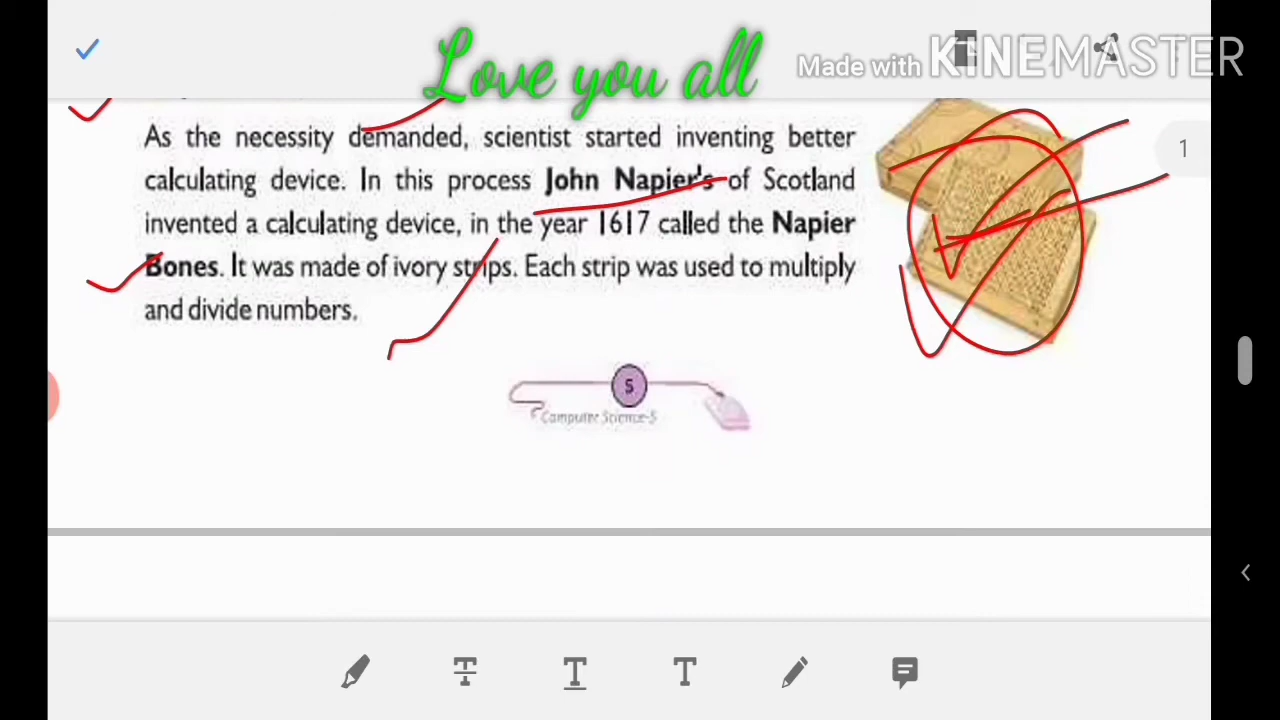 Love you all
Made with KINEMASTER
1
As the necessity demanded, scientist started inventing better
calculating device. In this process John Napier's of Scotland
invented a calculating device, in the year 1617 called the Napier
Bones. It was made of ivory strips. Each strip was used to multiply
and divide numbers.
5
Computer Science-5